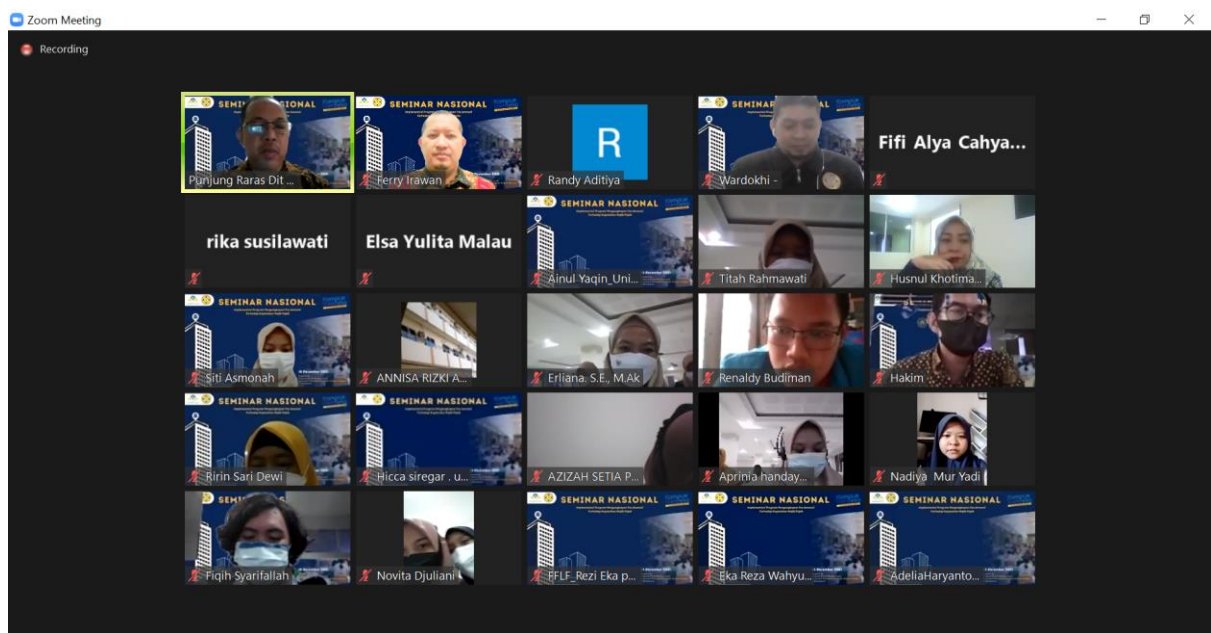 Zoom Meeting
Recording
SEMINAR NASIONAL
Punjung Raras Dit ...
SEMINAR NASIONAL
Ferry Irawan
R
Randy Aditiya
SEMINAR NASIONAL
Wardokhi -
Fifi Alya Cahya...
rika susilawati
Elsa Yulita Malau
SEMINAR NASIONAL
Ainul Yaqin_Uni...
Titah Rahmawati
Husnul Khotima...
SEMINAR NASIONAL
Siti Asmonah
ANNISA RIZKI A...
Erliana. S.E., M.Ak
Renaldy Budiman
Hakim
SEMINAR NASIONAL
Ririn Sari Dewi
SEMINAR NASIONAL
Hicca siregar , u...
AZIZAH SETIA P...
Aprinia handay...
Nadiya Mur Yadi
Fiqih Syarifallah
Novita Djuliani
SEMINAR NASIONAL
FFLF_Rezi Eka p...
SEMINAR NASIONAL
Eka Reza Wahyu...
SEMINAR NASIONAL
AdeliaHaryanto...